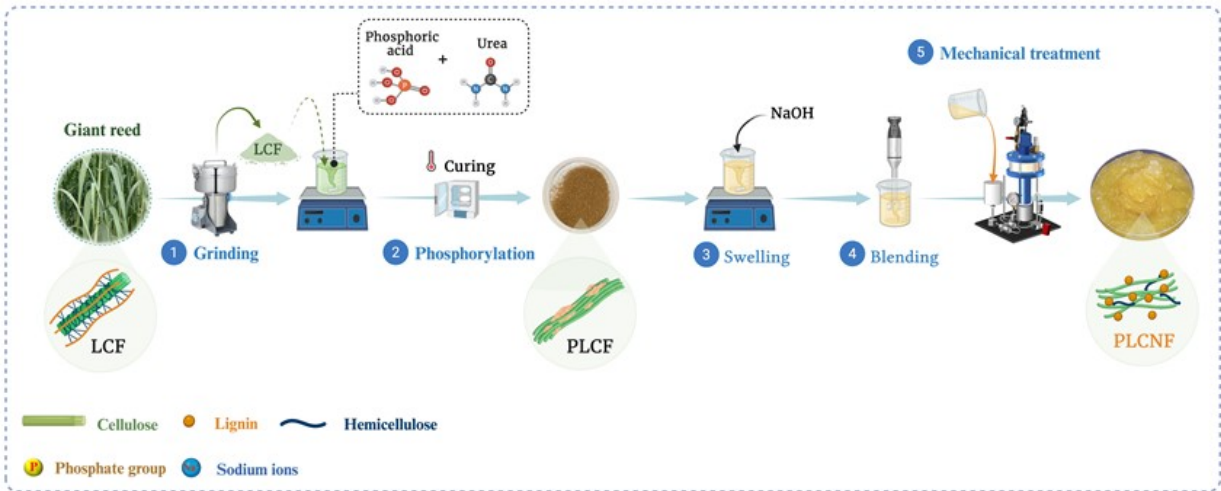 Phosphoric
acid
+
Urea
H
H
H
O
O
O
P
O
O
C
N
N
H
H
H
H
5 Mechanical treatment
Giant reed
LCF
Curing
NaOH
1 Grinding
2 Phosphorylation
3 Swelling
4 Blending
LCF
PLCF
PLCNF
Cellulose
Lignin
Hemicellulose
P Phosphate group
Na Sodium ions